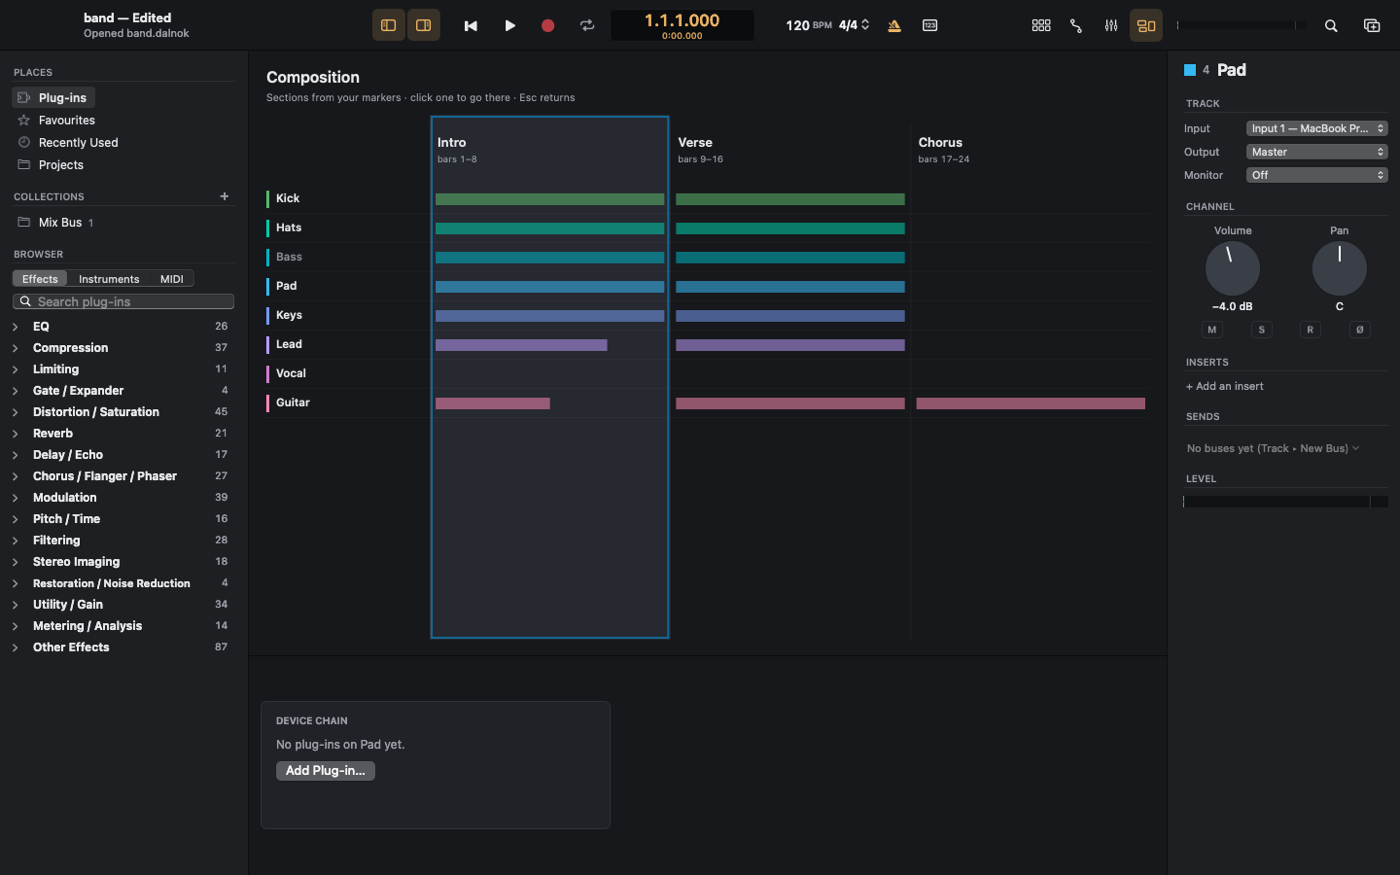 band — Edited
Opened band.dalnok
1.1.1.000
0:00.000
120 BPM 4/4
123
PLACES
Plug-ins
Favourites
Recently Used
Projects
COLLECTIONS +
Mix Bus 1
BROWSER
Effects Instruments MIDI
Search plug-ins
EQ 26
Compression 37
Limiting 11
Gate / Expander 4
Distortion / Saturation 45
Reverb 21
Delay / Echo 17
Chorus / Flanger / Phaser 27
Modulation 39
Pitch / Time 16
Filtering 28
Stereo Imaging 18
Restoration / Noise Reduction 4
Utility / Gain 34
Metering / Analysis 14
Other Effects 87
Composition
Sections from your markers · click one to go there · Esc returns
Intro
bars 1–8
Verse
bars 9–16
Chorus
bars 17–24
Kick
Hats
Bass
Pad
Keys
Lead
Vocal
Guitar
DEVICE CHAIN
No plug-ins on Pad yet.
Add Plug-in...
4 Pad
TRACK
Input Input 1 — MacBook Pr...
Output Master
Monitor Off
CHANNEL
Volume Pan
−4.0 dB C
M S R Ø
INSERTS
+ Add an insert
SENDS
No buses yet (Track ▸ New Bus)
LEVEL